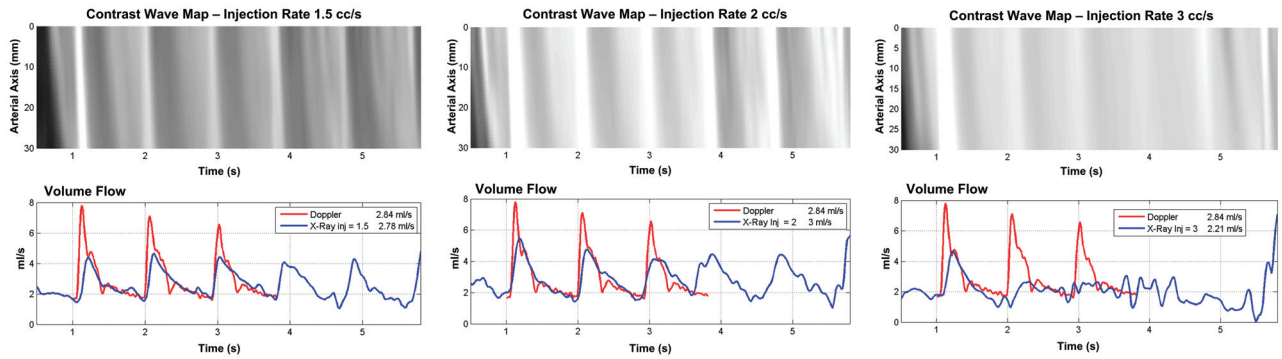 Contrast Wave Map – Injection Rate 1.5 cc/s
Arterial Axis (mm)
0
10
20
30
1 2 3 4 5
Time (s)
Volume Flow
ml/s
8
6
4
2
0
Doppler 2.84 ml/s
X-Ray Inj = 1.5 2.78 ml/s
1 2 3 4 5
Time (s)
Contrast Wave Map – Injection Rate 2 cc/s
Arterial Axis (mm)
0
10
20
30
1 2 3 4 5
Time (s)
Volume Flow
ml/s
8
6
4
2
0
Doppler 2.84 ml/s
X-Ray Inj = 2 3 ml/s
1 2 3 4 5
Time (s)
Contrast Wave Map – Injection Rate 3 cc/s
Arterial Axis (mm)
0
5
10
15
20
25
30
1 2 3 4 5
Time (s)
Volume Flow
ml/s
8
6
4
2
0
Doppler 2.84 ml/s
X-Ray Inj = 3 2.21 ml/s
1 2 3 4 5
Time (s)